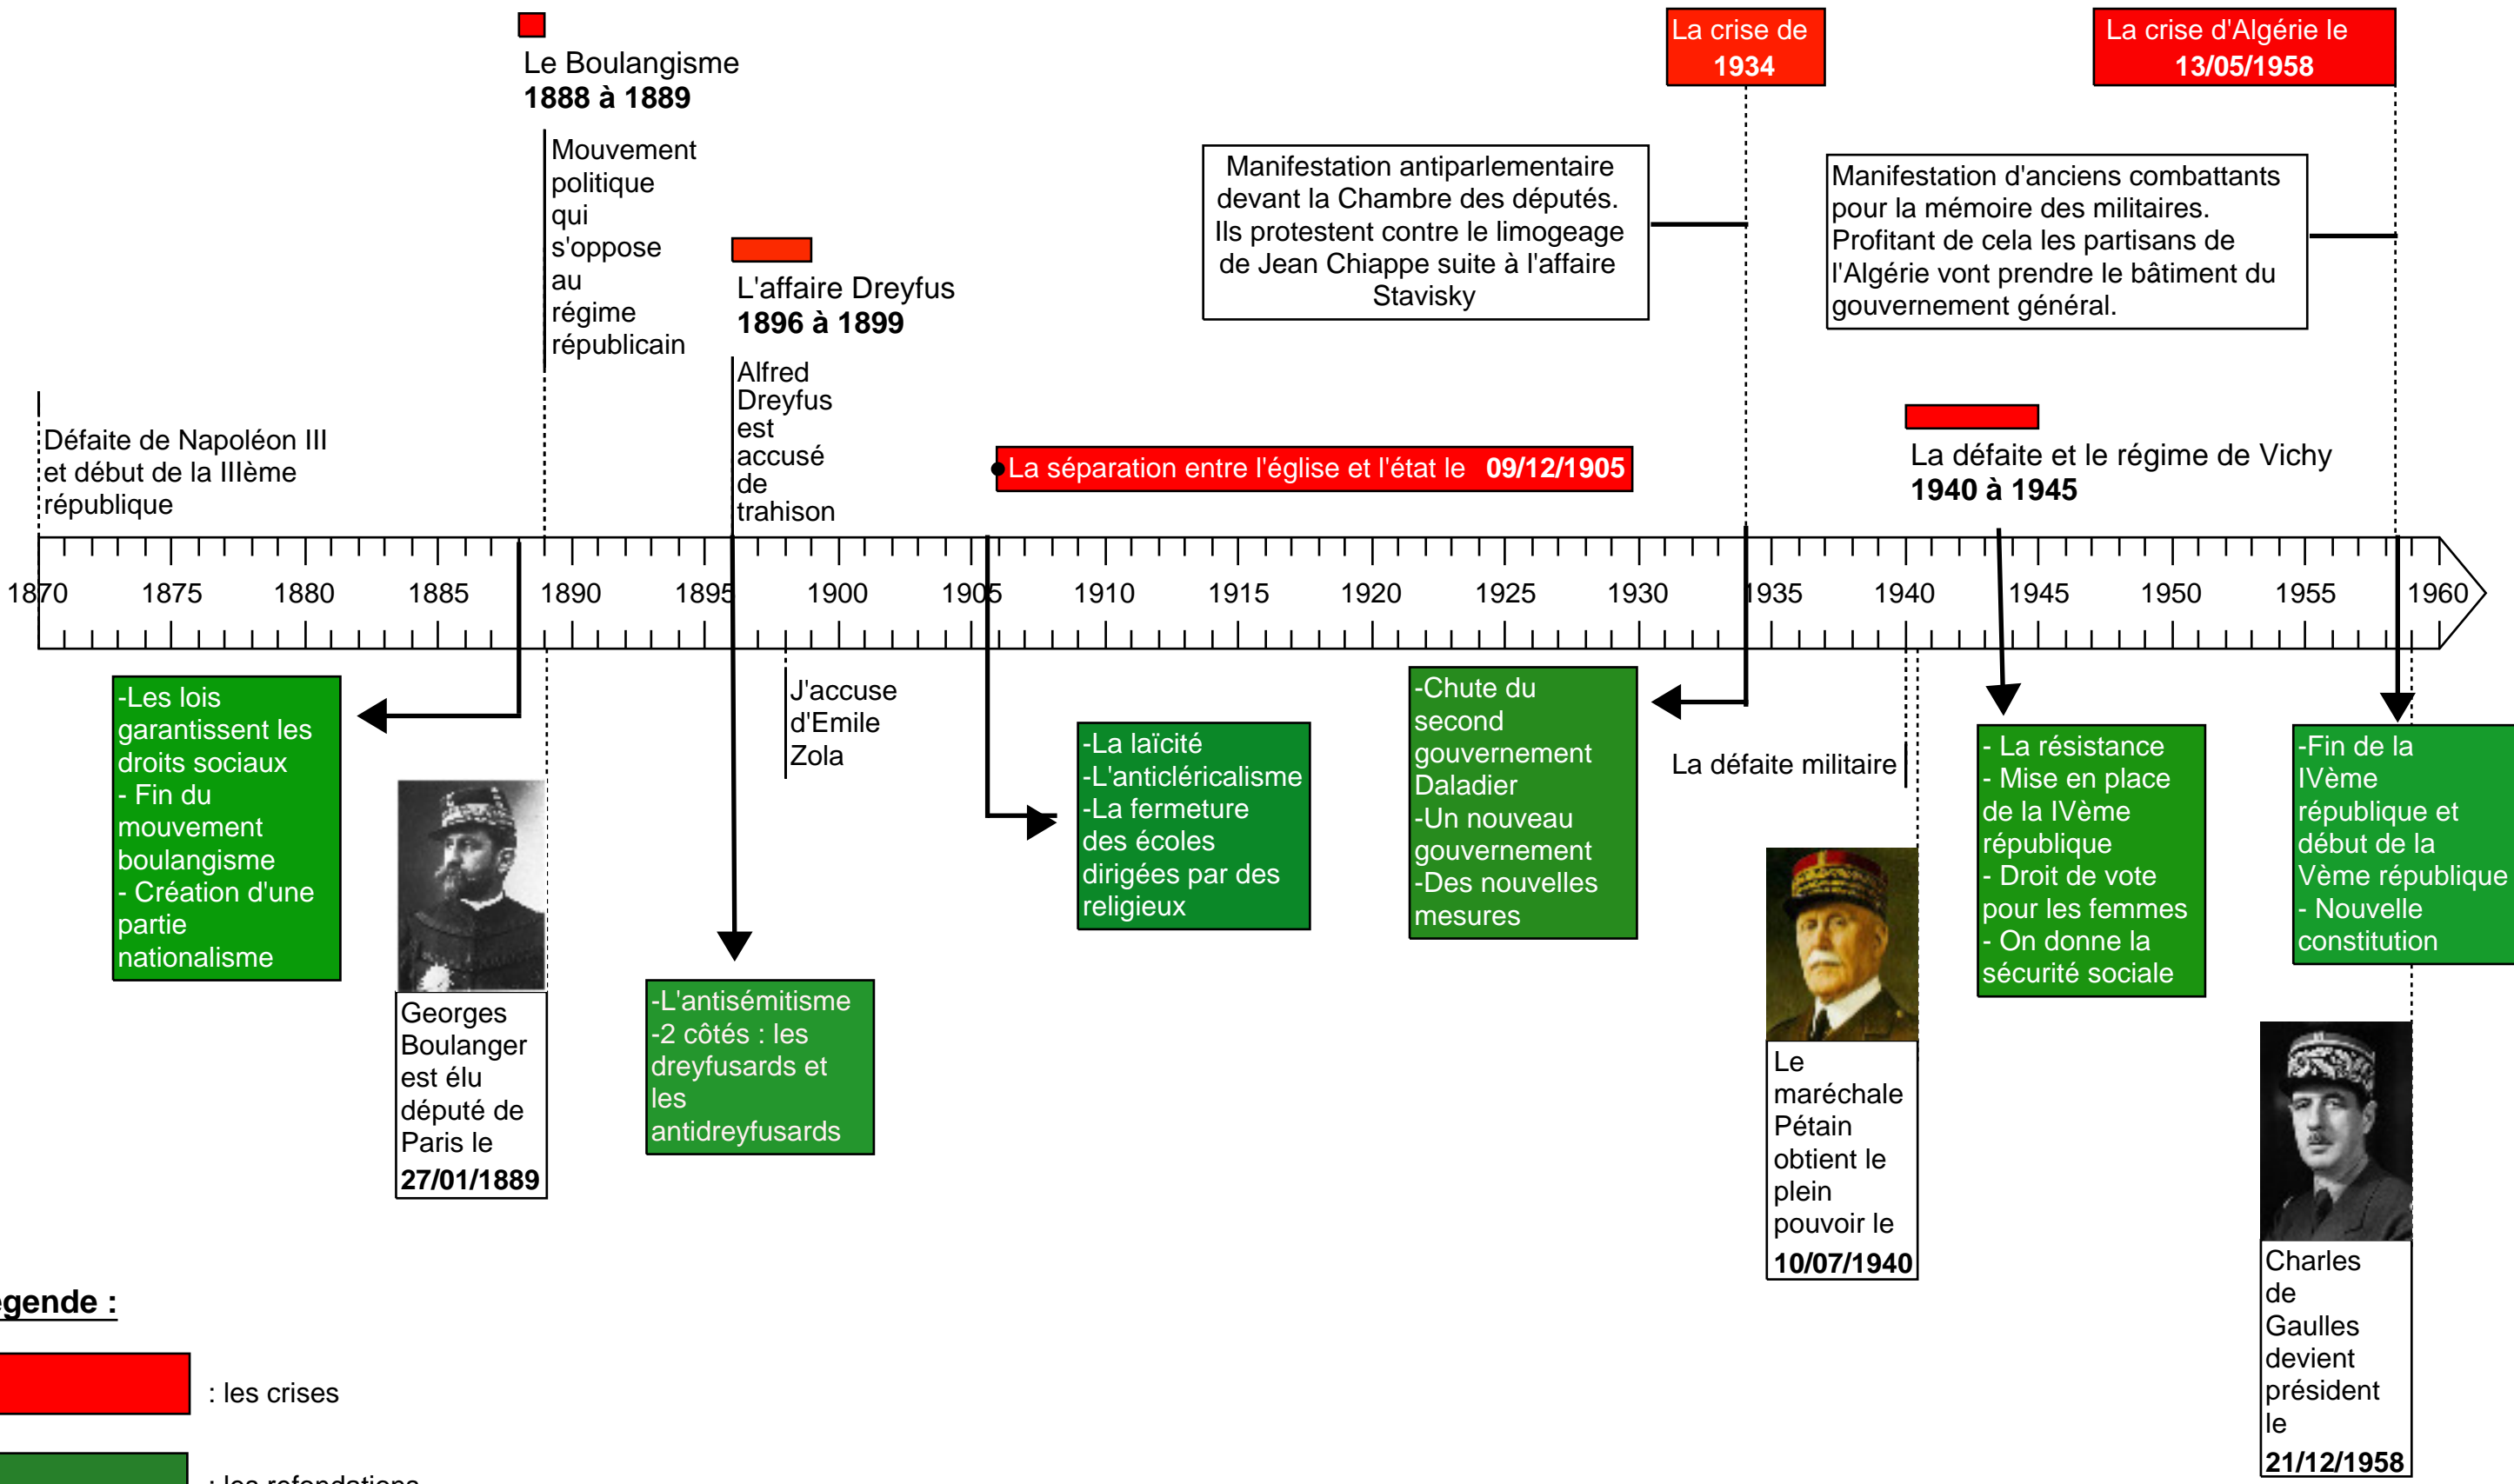 Le Boulangisme
1888 à 1889
Mouvement
politique
qui
s'oppose
au
régime
républicain
L'affaire Dreyfus
1896 à 1899
Alfred
Dreyfus
est
accusé
de
trahison
La crise de
1934
Manifestation antiparlementaire
devant la Chambre des députés.
Ils protestent contre le limogeage
de Jean Chiappe suite à l'affaire
Stavisky
La crise d'Algérie le
13/05/1958
Manifestation d'anciens combattants
pour la mémoire des militaires.
Profitant de cela les partisans de
l'Algérie vont prendre le bâtiment du
gouvernement général.
Défaite de Napoléon III
et début de la IIIème
république
La séparation entre l'église et l'état le 09/12/1905
La défaite et le régime de Vichy
1940 à 1945
1870 1875 1880 1885 1890 1895 1900 1905 1910 1915 1920 1925 1930 1935 1940 1945 1950 1955 1960
-Les lois
garantissent les
droits sociaux
- Fin du
mouvement
boulangisme
- Création d'une
partie
nationalisme
Georges
Boulanger
est élu
député de
Paris le
27/01/1889
-L'antisémitisme
-2 côtés : les
dreyfusards et
les
antidreyfusards
J'accuse
d'Emile
Zola
-La laïcité
-L'anticléricalisme
-La fermeture
des écoles
dirigées par des
religieux
-Chute du
second
gouvernement
Daladier
-Un nouveau
gouvernement
-Des nouvelles
mesures
La défaite militaire
Le
maréchale
Pétain
obtient le
plein
pouvoir le
10/07/1940
- La résistance
- Mise en place
de la IVème
république
- Droit de vote
pour les femmes
- On donne la
sécurité sociale
-Fin de la
IVème
république et
début de la
Vème république
- Nouvelle
constitution
Charles
de
Gaulles
devient
président
le
21/12/1958
égende :
: les crises
: les refondations